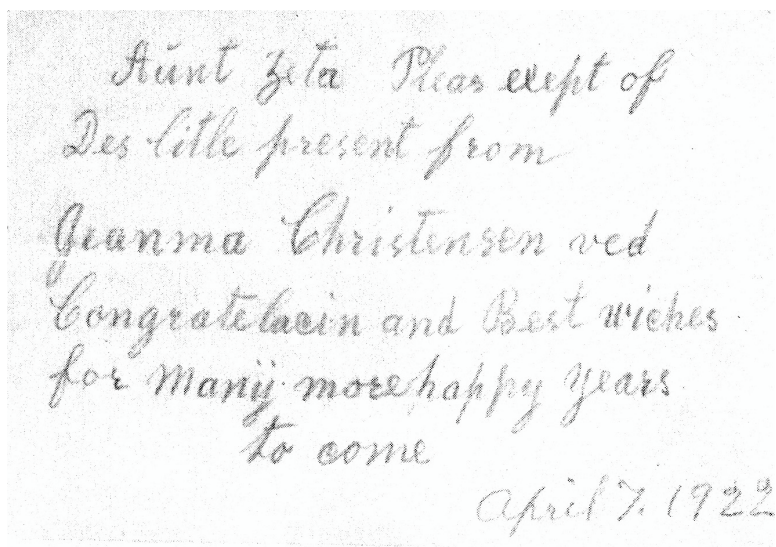 Aunt Zeta Pleas exept of
Des litle present from
Granma Christensen ved
Congratelacin and Best wiches
for Manÿ more happy years
to come
April 7. 1922